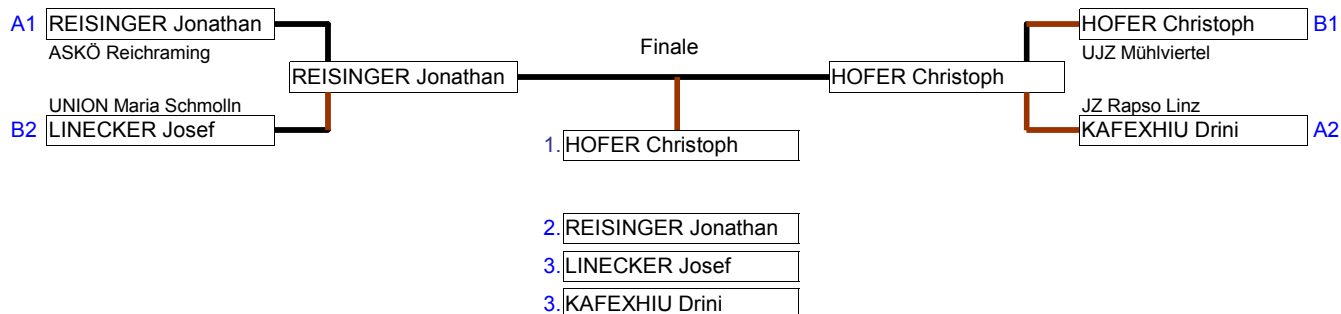 A1 REISINGER Jonathan
ASKÖ Reichraming
REISINGER Jonathan
UNION Maria Schmolln
B2 LINECKER Josef
Finale
HOFER Christoph B1
UJZ Mühlviertel
HOFER Christoph
JZ Rapso Linz
KAFEXHIU Drini A2
1. HOFER Christoph
2. REISINGER Jonathan
3. LINECKER Josef
3. KAFEXHIU Drini